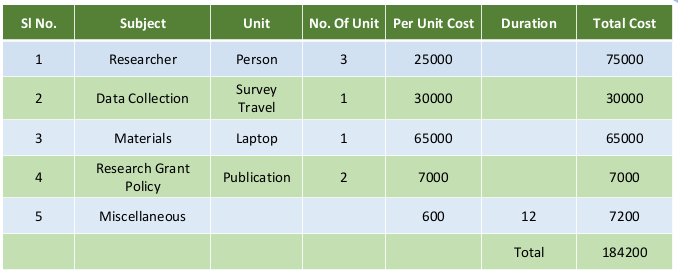 Sl No. Subject Unit No. Of Unit Per Unit Cost Duration Total Cost
1 Researcher Person 3 25000 75000
2 Data Collection Survey Travel 1 30000 30000
3 Materials Laptop 1 65000 65000
4 Research Grant Policy Publication 2 7000 7000
5 Miscellaneous 600 12 7200
Total 184200